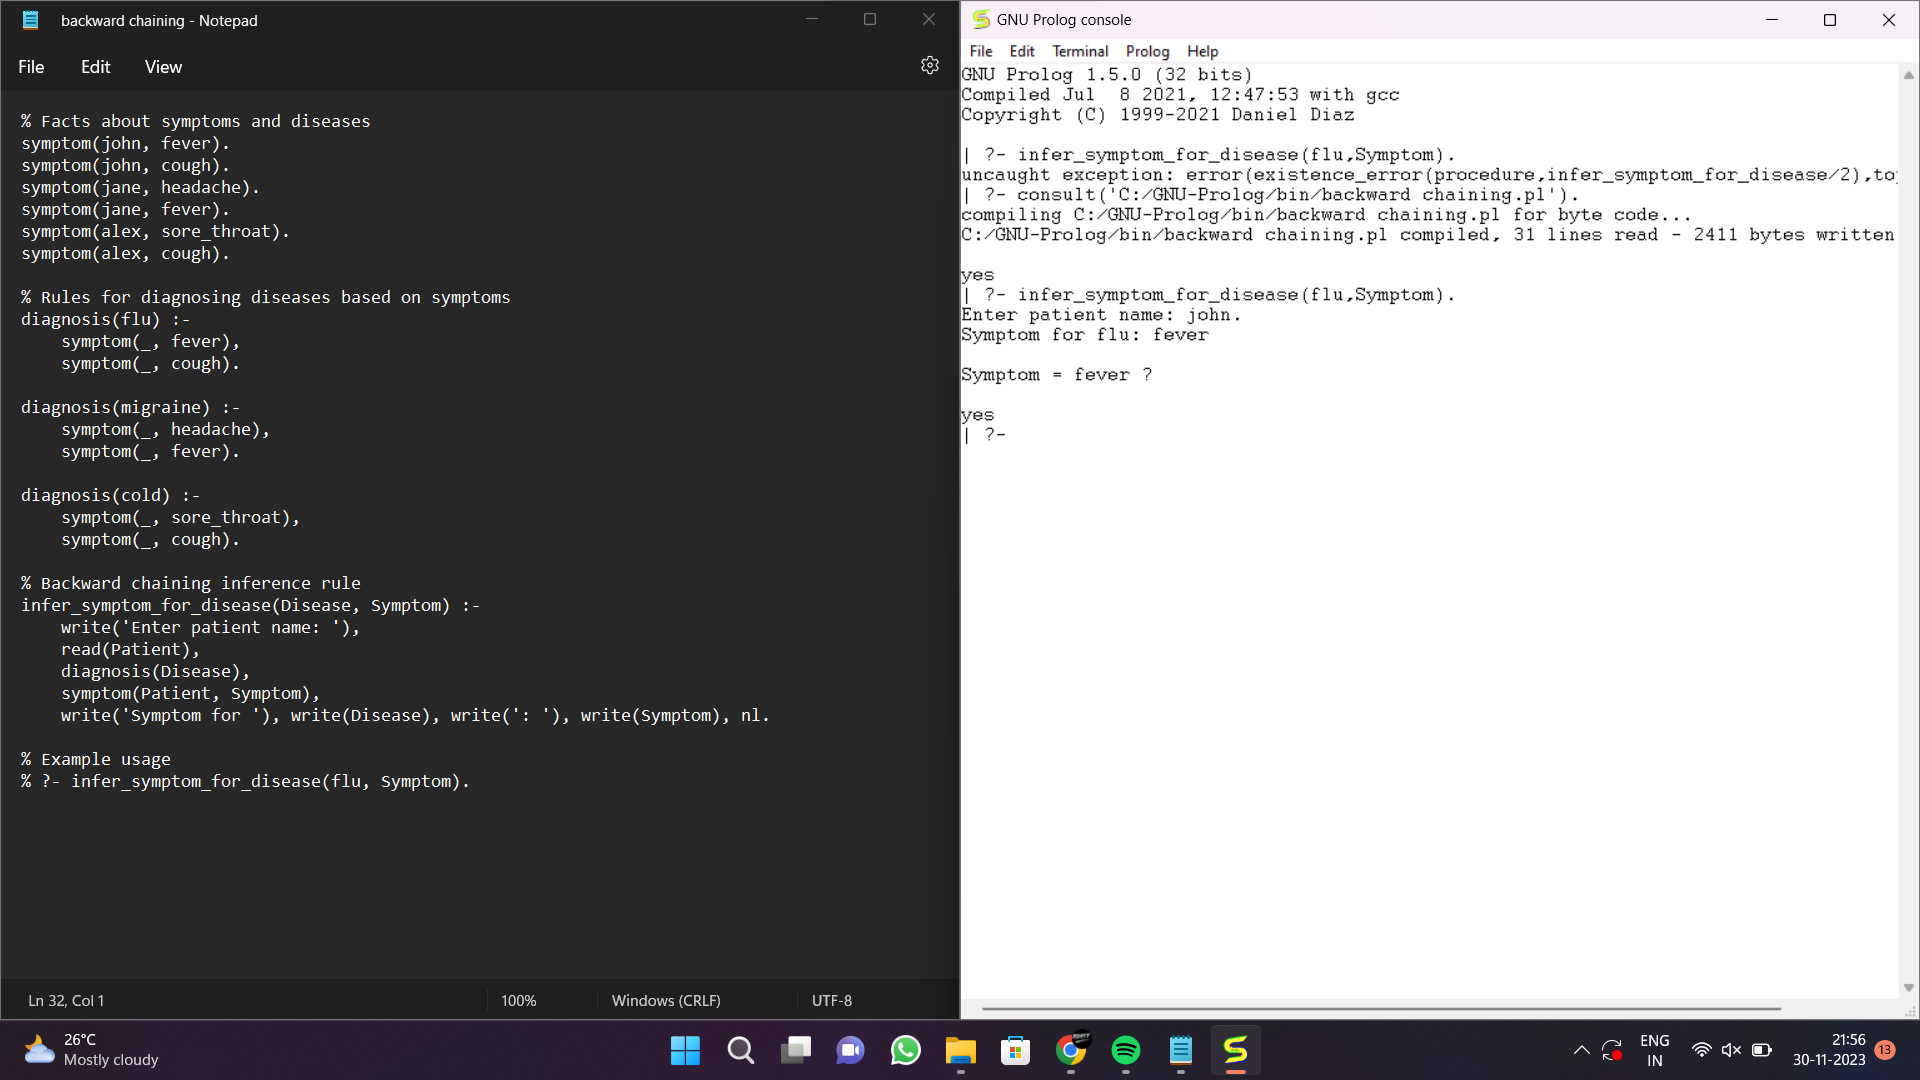 backward chaining - Notepad
File Edit View
% Facts about symptoms and diseases
symptom(john, fever).
symptom(john, cough).
symptom(jane, headache).
symptom(jane, fever).
symptom(alex, sore_throat).
symptom(alex, cough).
% Rules for diagnosing diseases based on symptoms
diagnosis(flu) :-
    symptom(_, fever),
    symptom(_, cough).
diagnosis(migraine) :-
    symptom(_, headache),
    symptom(_, fever).
diagnosis(cold) :-
    symptom(_, sore_throat),
    symptom(_, cough).
% Backward chaining inference rule
infer_symptom_for_disease(Disease, Symptom) :-
    write('Enter patient name: '),
    read(Patient),
    diagnosis(Disease),
    symptom(Patient, Symptom),
    write('Symptom for '), write(Disease), write(': '), write(Symptom), nl.
% Example usage
% ?- infer_symptom_for_disease(flu, Symptom).
Ln 32, Col 1 100% Windows (CRLF) UTF-8
GNU Prolog console
File Edit Terminal Prolog Help
GNU Prolog 1.5.0 (32 bits)
Compiled Jul  8 2021, 12:47:53 with gcc
Copyright (C) 1999-2021 Daniel Diaz
| ?- infer_symptom_for_disease(flu,Symptom).
uncaught exception: error(existence_error(procedure,infer_symptom_for_disease/2),to
| ?- consult('C:/GNU-Prolog/bin/backward chaining.pl').
compiling C:/GNU-Prolog/bin/backward chaining.pl for byte code...
C:/GNU-Prolog/bin/backward chaining.pl compiled, 31 lines read - 2411 bytes written
yes
| ?- infer_symptom_for_disease(flu,Symptom).
Enter patient name: john.
Symptom for flu: fever
Symptom = fever ?
yes
| ?-
26°C
Mostly cloudy
ENG
IN
21:56
30-11-2023
13